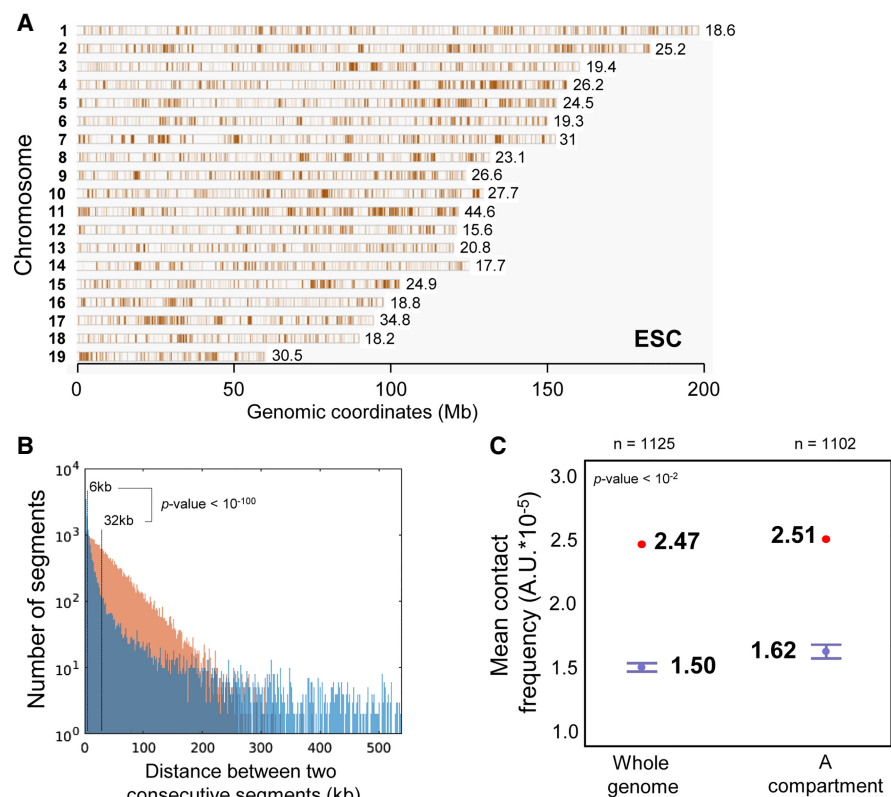 A
Chromosome
1 18.6
2 25.2
3 19.4
4 26.2
5 24.5
6 19.3
7 31
8 23.1
9 26.6
10 27.7
11 44.6
12 15.6
13 20.8
14 17.7
15 24.9
16 18.8
17 34.8
18 18.2
19 30.5
ESC
0 50 100 150 200
Genomic coordinates (Mb)
B
Number of segments
10⁴
10³
10²
10¹
10⁰
6kb
32kb
p-value < 10⁻¹⁰⁰
0 100 200 300 400 500
Distance between two
consecutive segments (kb)
C
n = 1125 n = 1102
Mean contact
frequency (A.U.*10⁻⁵)
3.0
2.5
2.0
1.5
1.0
p-value < 10⁻²
2.47 2.51
1.50 1.62
Whole
genome
A
compartment